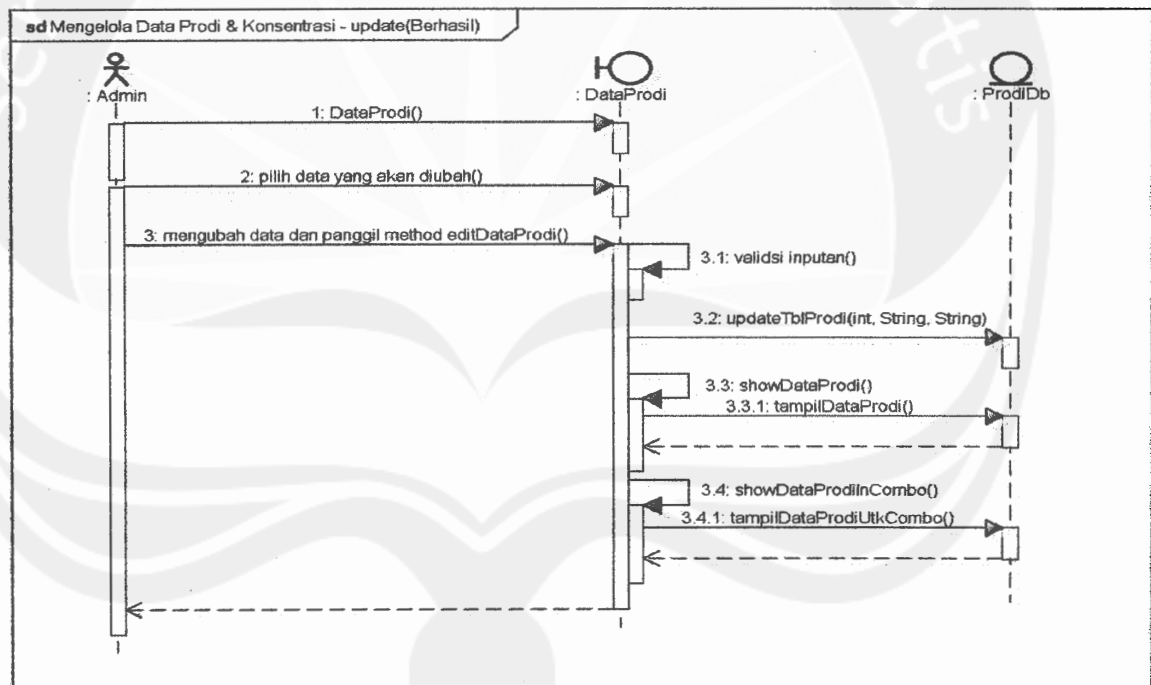 sd Mengelola Data Prodi & Konsentrasi - update(Berhasil)
: Admin
: DataProdi
: ProdiDb
1: DataProdi()
2: pilih data yang akan diubah()
3: mengubah data dan panggil method editDataProdi()
3.1: validsi inputan()
3.2: updateTblProdi(int, String, String)
3.3: showDataProdi()
3.3.1: tampilDataProdi()
3.4: showDataProdiInCombo()
3.4.1: tampilDataProdiUtkCombo()